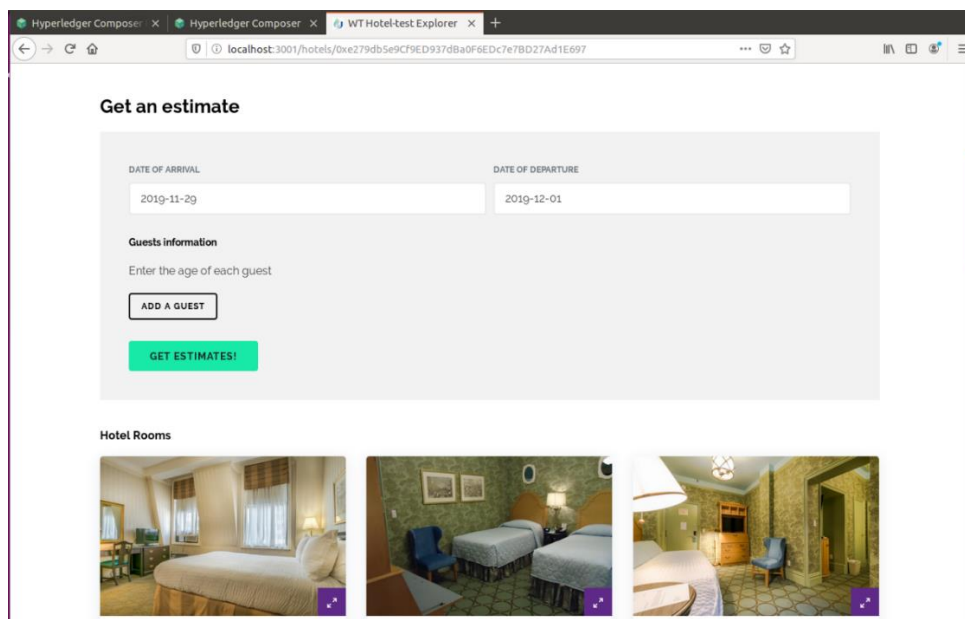 Hyperledger Composer
Hyperledger Composer
WT Hotel-test Explorer
localhost:3001/hotels/0xe279db5e9Cf9ED937dBa0F6EDc7e7BD27Ad1E697
Get an estimate
DATE OF ARRIVAL
DATE OF DEPARTURE
2019-11-29
2019-12-01
Guests information
Enter the age of each guest
ADD A GUEST
GET ESTIMATES!
Hotel Rooms